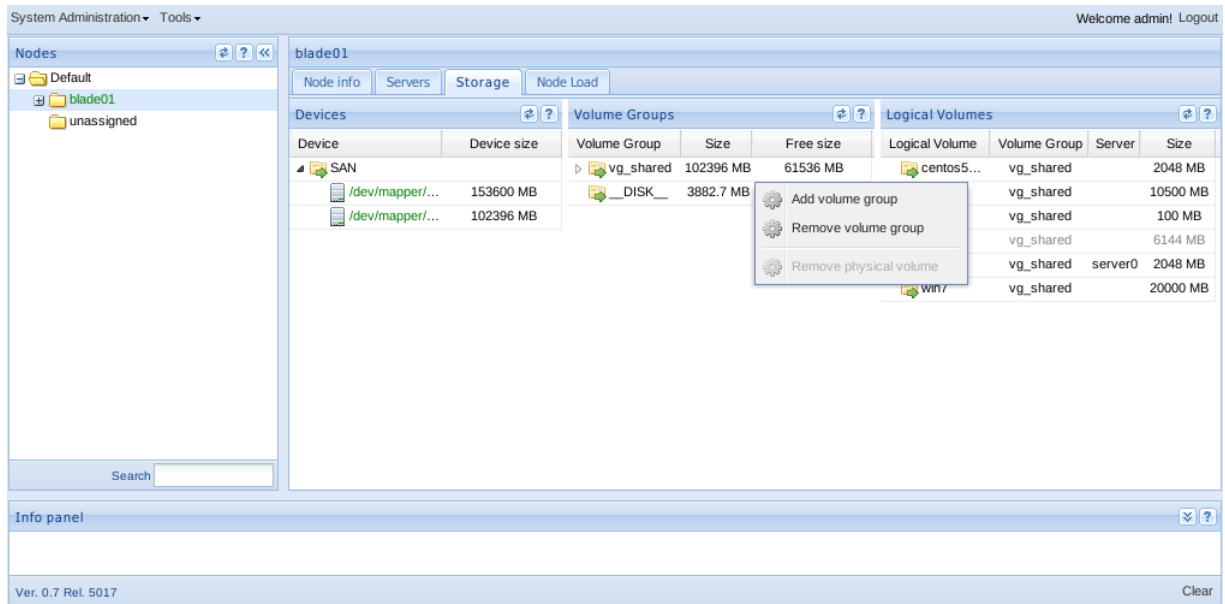 System Administration Tools Welcome admin! Logout
Nodes
Default
blade01
unassigned
Search
blade01
Node info Servers Storage Node Load
Devices
Device Device size
SAN
/dev/mapper/... 153600 MB
/dev/mapper/... 102396 MB
Volume Groups
Volume Group Size Free size
vg_shared 102396 MB 61536 MB
__DISK__ 3882.7 MB
Add volume group
Remove volume group
Remove physical volume
Logical Volumes
Logical Volume Volume Group Server Size
centos5... vg_shared 2048 MB
vg_shared 10500 MB
vg_shared 100 MB
vg_shared 6144 MB
vg_shared server0 2048 MB
win7 vg_shared 20000 MB
Info panel
Ver. 0.7 Rel. 5017 Clear